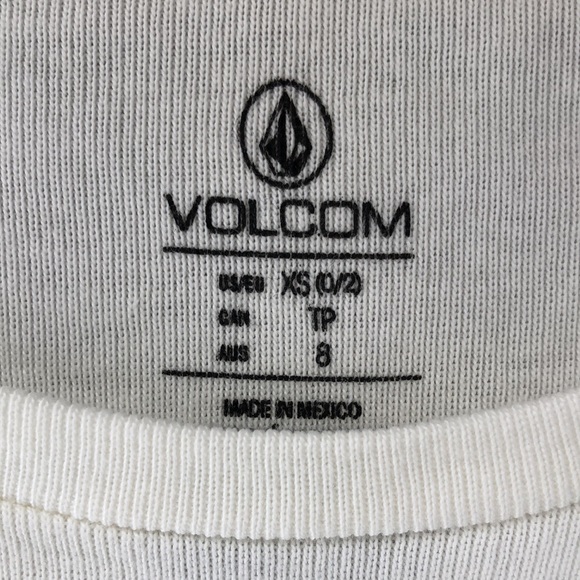 VOLCOM
US/EU XS (0/2)
CAN TP
AUS 8
MADE IN MEXICO